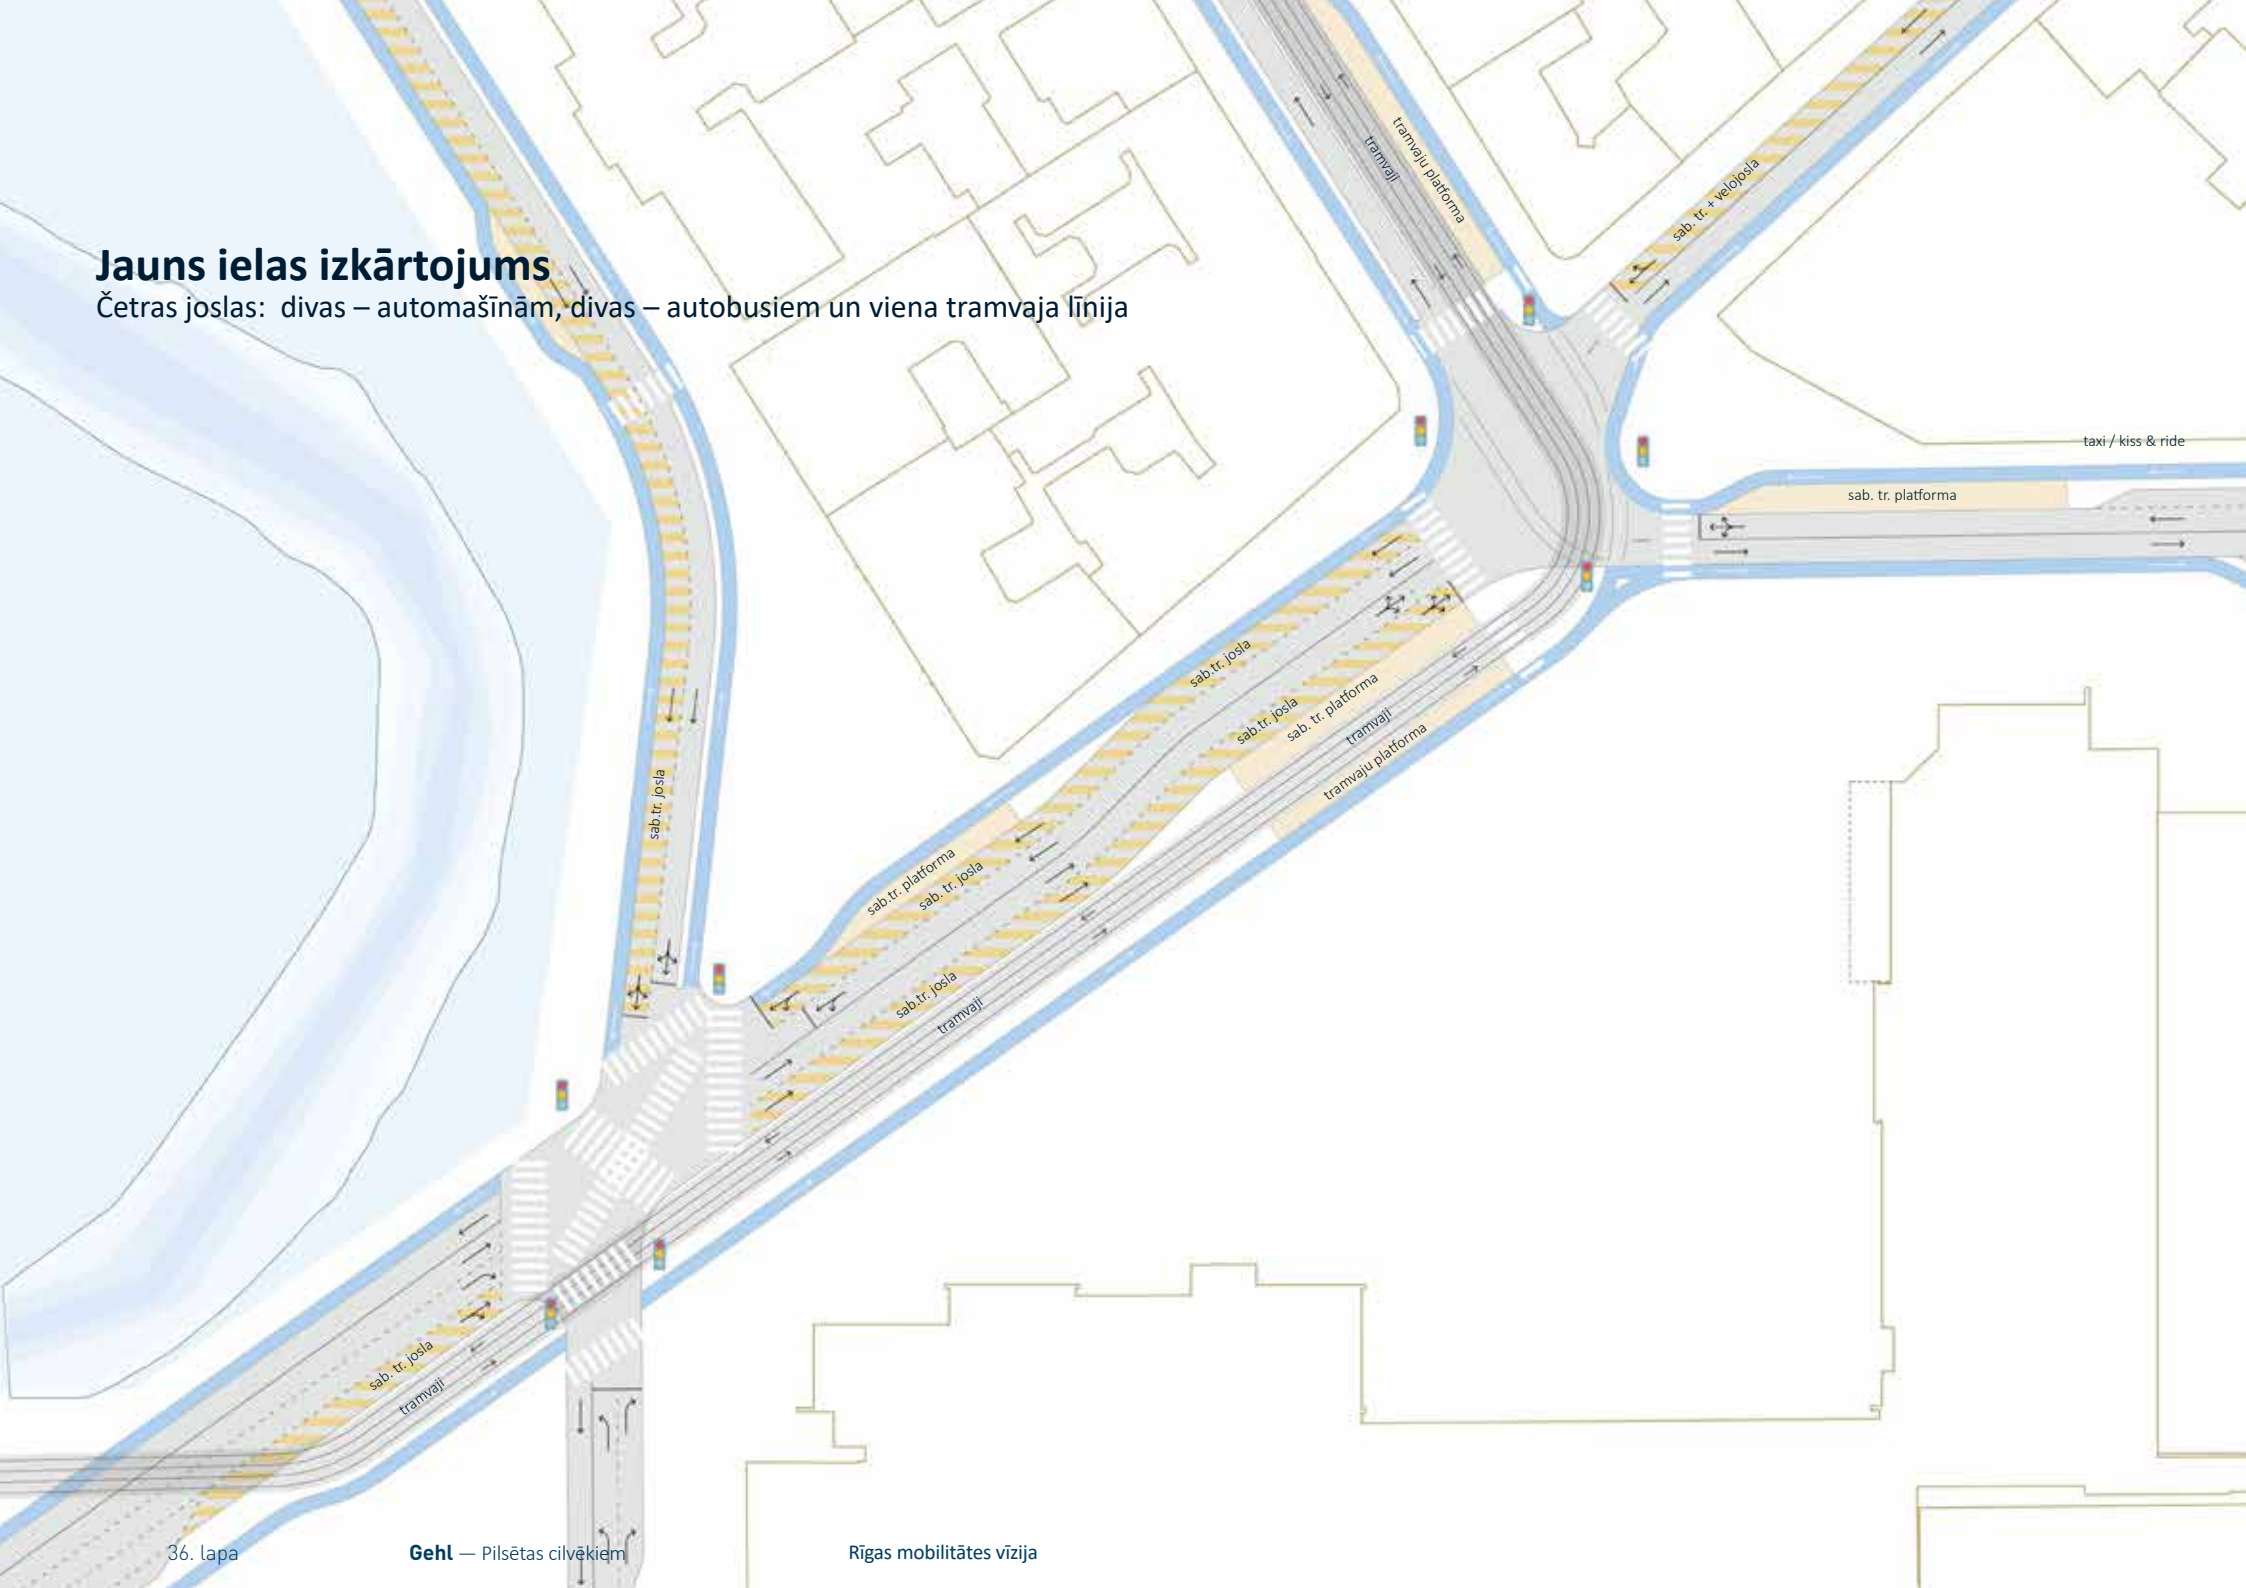 Jauns ielas izkārtojums
Četras joslas: divas – automašīnām, divas – autobusiem un viena tramvaja līnija
tramvaji
tramvaju platforma
sab. tr. + velojosla
taxi / kiss & ride
sab. tr. platforma
sab.tr. josla
sab.tr. josla
sab. tr. platforma
tramvaji
tramvaju platforma
sab.tr. josla
sab.tr. platforma
sab. tr. josla
sab.tr. josla
tramvaji
sab. tr. josla
tramvaji
36. lapa
Gehl — Pilsētas cilvēkiem
Rīgas mobilitātes vīzija